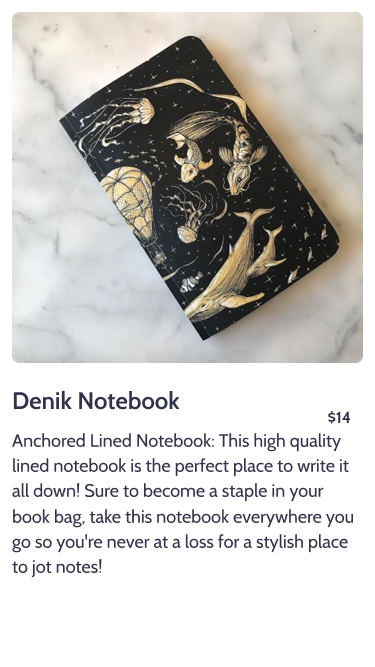 Denik Notebook
$14
Anchored Lined Notebook: This high quality
lined notebook is the perfect place to write it
all down! Sure to become a staple in your
book bag, take this notebook everywhere you
go so you're never at a loss for a stylish place
to jot notes!